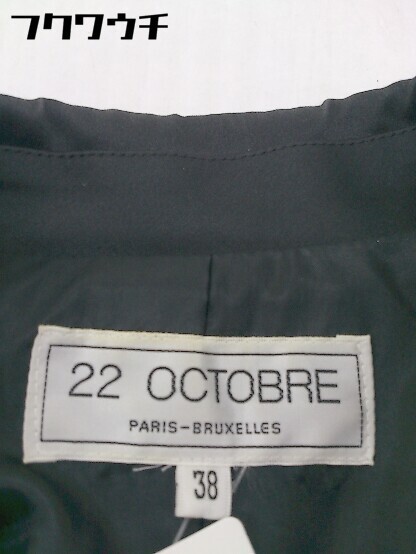 フクワウチ
22 OCTOBRE
PARIS-BRUXELLES
38